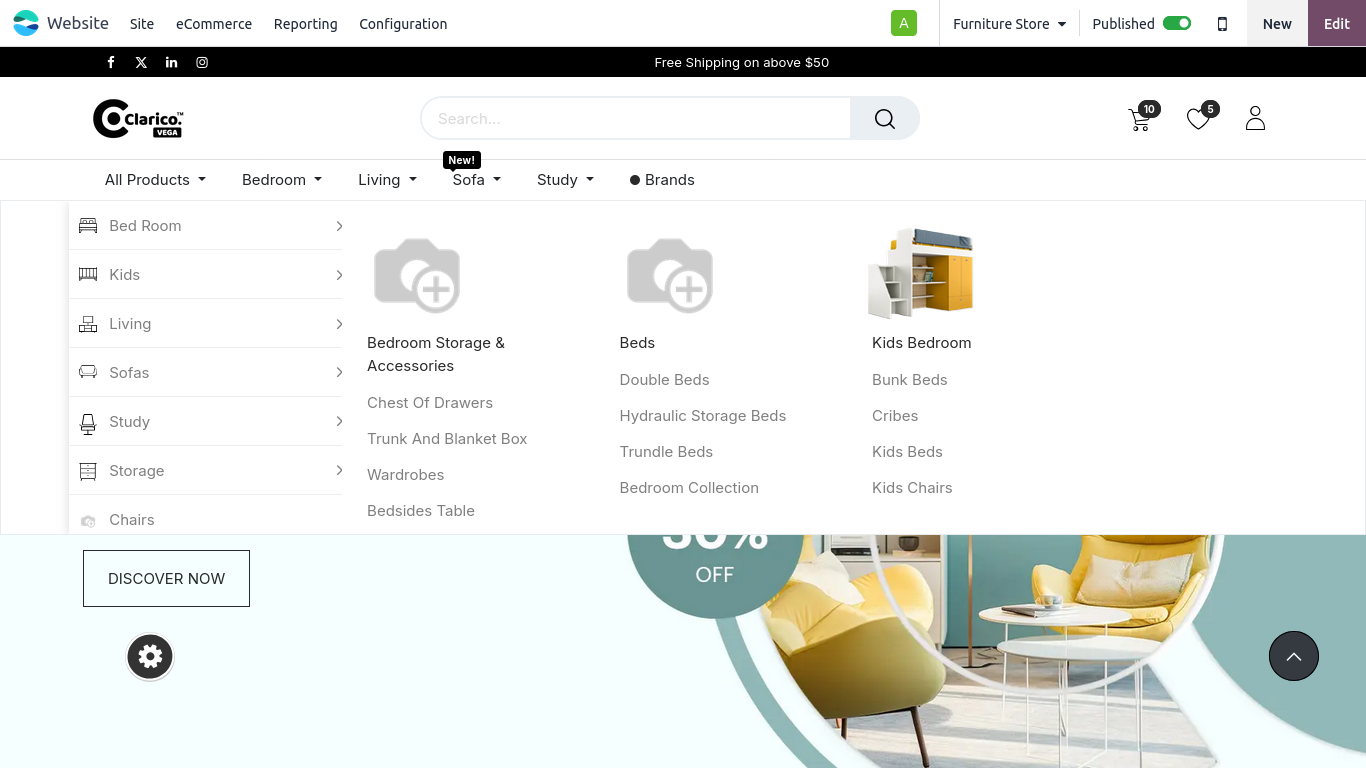 Website
Site
eCommerce
Reporting
Configuration
A
Furniture Store
Published
New
Edit
Free Shipping on above $50
Clarico.™
VEGA
Search...
10
5
New!
All Products
Bedroom
Living
Sofa
Study
Brands
Bed Room
Kids
Living
Sofas
Study
Storage
Chairs
Bedroom Storage &
Accessories
Chest Of Drawers
Trunk And Blanket Box
Wardrobes
Bedsides Table
Beds
Double Beds
Hydraulic Storage Beds
Trundle Beds
Bedroom Collection
Kids Bedroom
Bunk Beds
Cribes
Kids Beds
Kids Chairs
DISCOVER NOW
30%
OFF